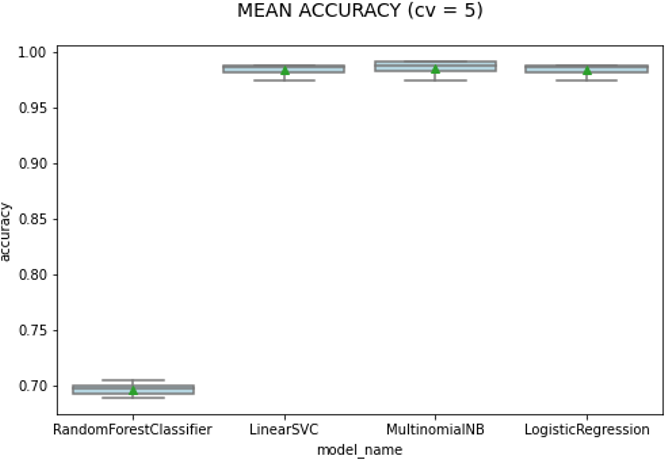 MEAN ACCURACY (cv = 5)
1.00
0.95
0.90
0.85
0.80
0.75
0.70
accuracy
RandomForestClassifier LinearSVC MultinomialNB LogisticRegression
model_name